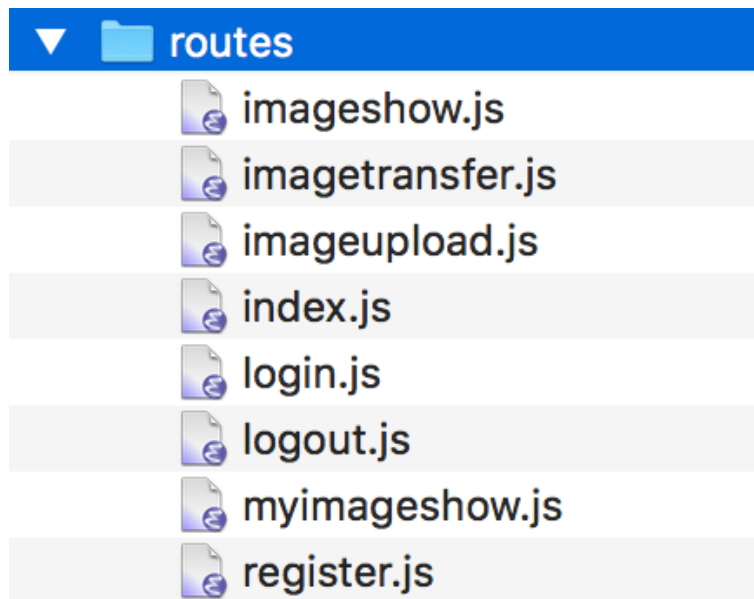 routes
imageshow.js
imagetransfer.js
imageupload.js
index.js
login.js
logout.js
myimageshow.js
register.js